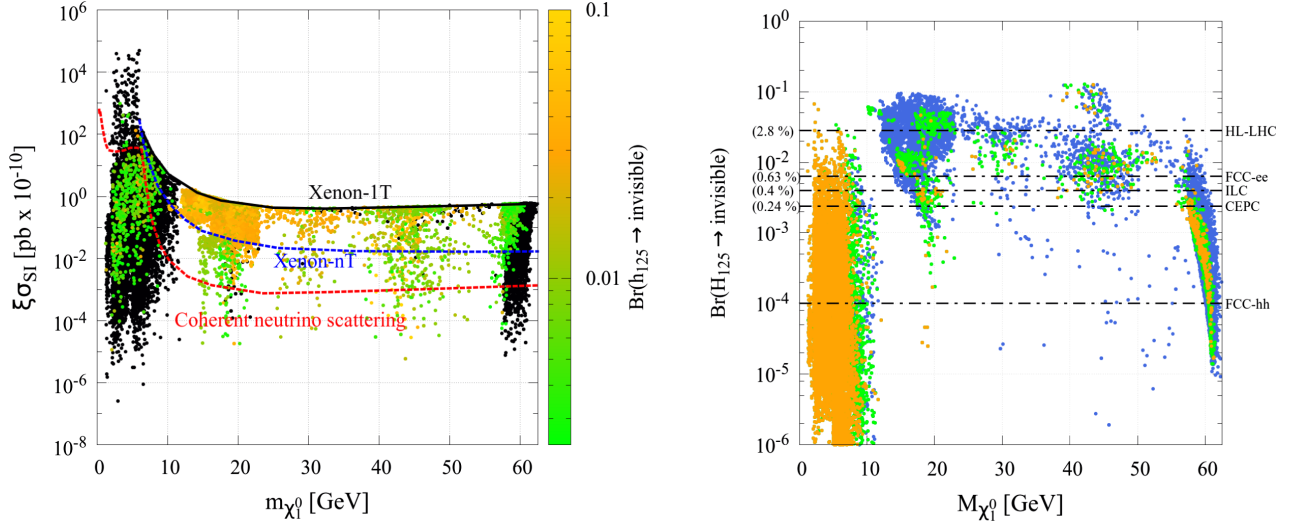 10^6
10^4
10^2
10^0
10^-2
10^-4
10^-6
10^-8
0 10 20 30 40 50 60
ξσ_SI [pb x 10^-10]
m_χ_1^0 [GeV]
Xenon-1T
Xenon-nT
Coherent neutrino scattering
0.1
0.01
Br(h_125 → invisible)
10^0
10^-1
10^-2
10^-3
10^-4
10^-5
10^-6
(2.8 %)
(0.63 %)
(0.4 %)
(0.24 %)
HL-LHC
FCC-ee
ILC
CEPC
FCC-hh
0 10 20 30 40 50 60
Br(H_125 → invisible)
M_χ_1^0 [GeV]